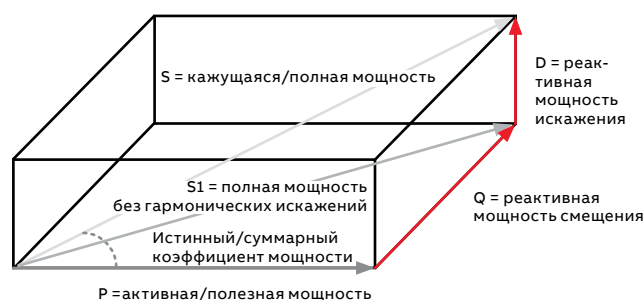 S = кажущаяся/полная мощность
D = реак-
тивная
мощность
искажения
S1 = полная мощность
без гармонических искажений
Q = реактивная
мощность смещения
Истинный/суммарный
коэффициент мощности
P =активная/полезная мощность